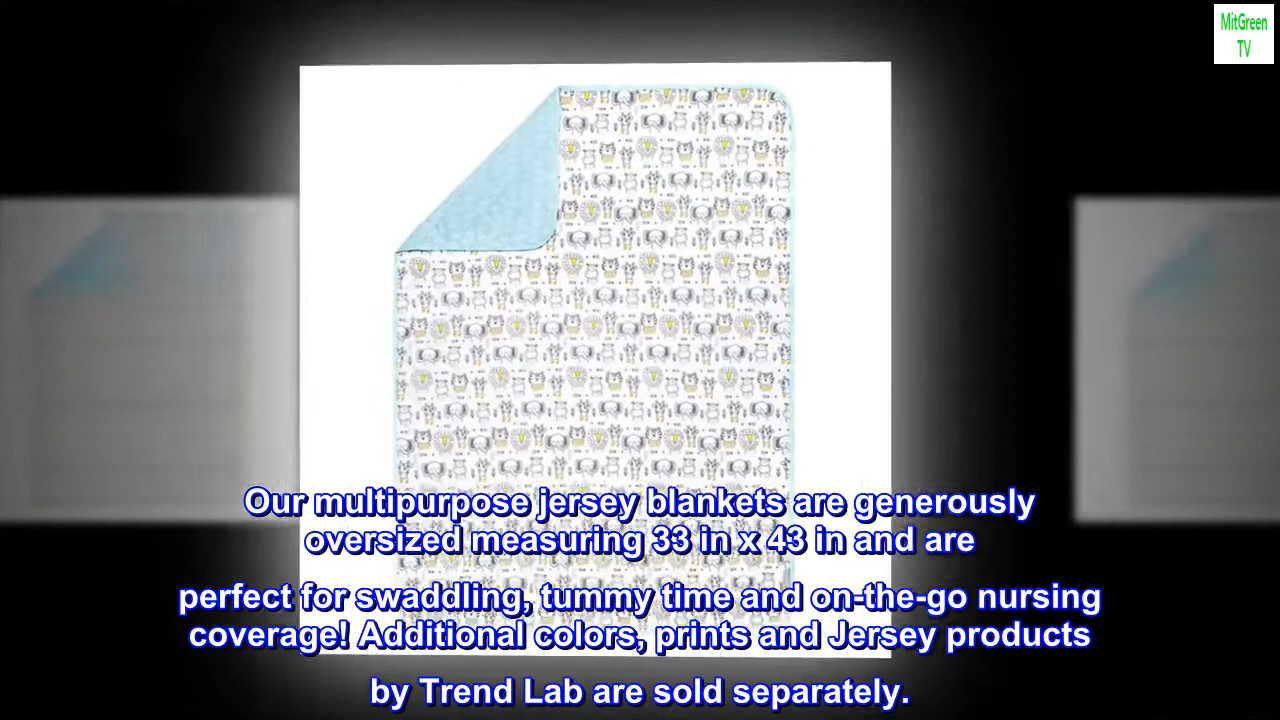 MitGreen
TV
Our multipurpose jersey blankets are generously
oversized measuring 33 in x 43 in and are
perfect for swaddling, tummy time and on-the-go nursing
coverage! Additional colors, prints and Jersey products
by Trend Lab are sold separately.